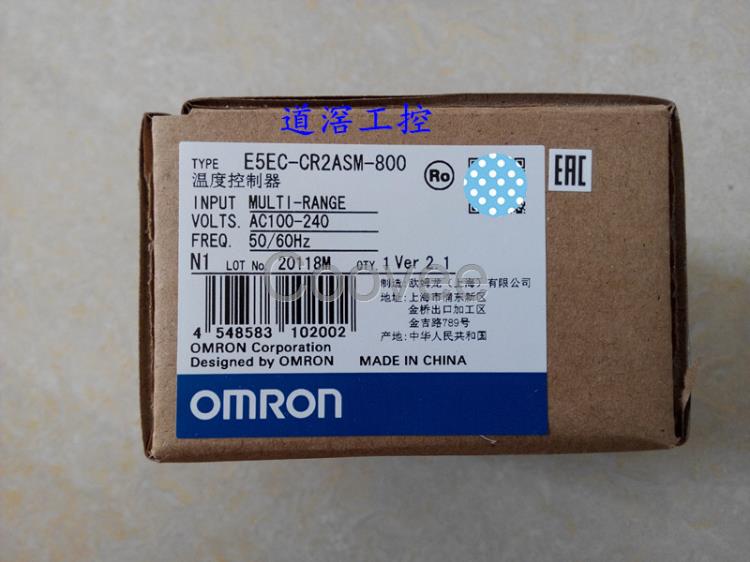 道滘工控
TYPE E5EC-CR2ASM-800
温度控制器
Ro
EAC
INPUT MULTI-RANGE
VOLTS. AC100-240
FREQ. 50/60Hz
N1 LOT No. 20118M QTY 1 Ver 2.1
Coovee
制造: 欧姆龙（上海）有限公司
地址: 上海市浦东新区
金桥出口加工区
金吉路789号
产地: 中华人民共和国
4 548583 102002
OMRON Corporation
Designed by OMRON MADE IN CHINA
OMRON